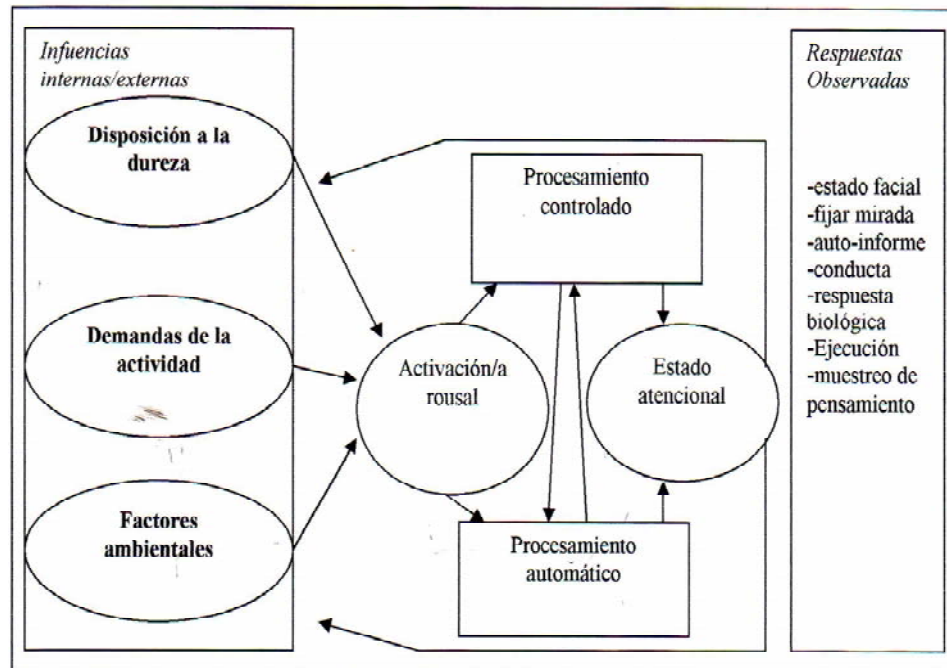 Infuencias
internas/externas
Disposición a la
dureza
Demandas de la
actividad
Factores
ambientales
Activación/a
rousal
Procesamiento
controlado
Procesamiento
automático
Estado
atencional
Respuestas
Observadas
-estado facial
-fijar mirada
-auto-informe
-conducta
-respuesta
biológica
-Ejecución
-muestreo de
pensamiento